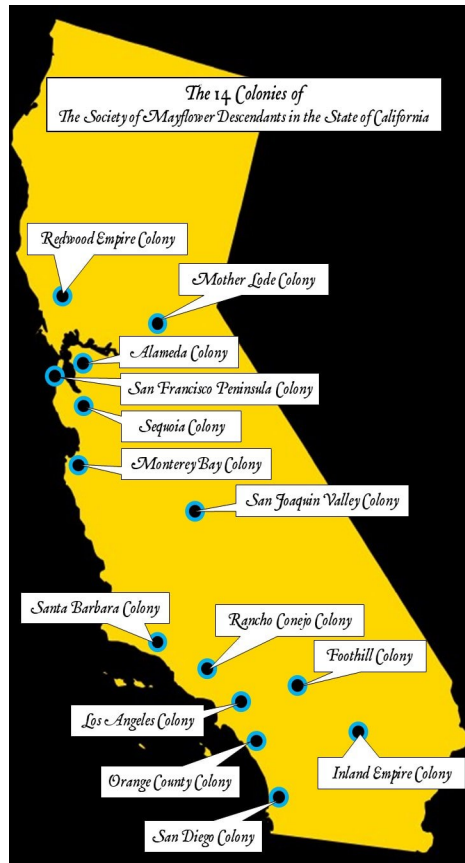 The 14 Colonies of
The Society of Mayflower Descendants in the State of California
Redwood Empire Colony
Mother Lode Colony
Alameda Colony
San Francisco Peninsula Colony
Sequoia Colony
Monterey Bay Colony
San Joaquin Valley Colony
Santa Barbara Colony
Rancho Conejo Colony
Foothill Colony
Los Angeles Colony
Inland Empire Colony
Orange County Colony
San Diego Colony